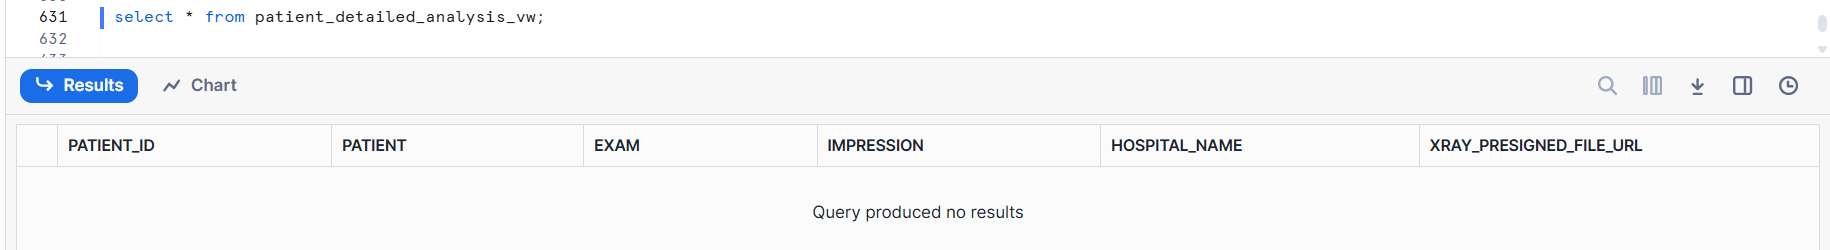 631 select * from patient_detailed_analysis_vw;
632
Results Chart
PATIENT_ID PATIENT EXAM IMPRESSION HOSPITAL_NAME XRAY_PRESIGNED_FILE_URL
Query produced no results